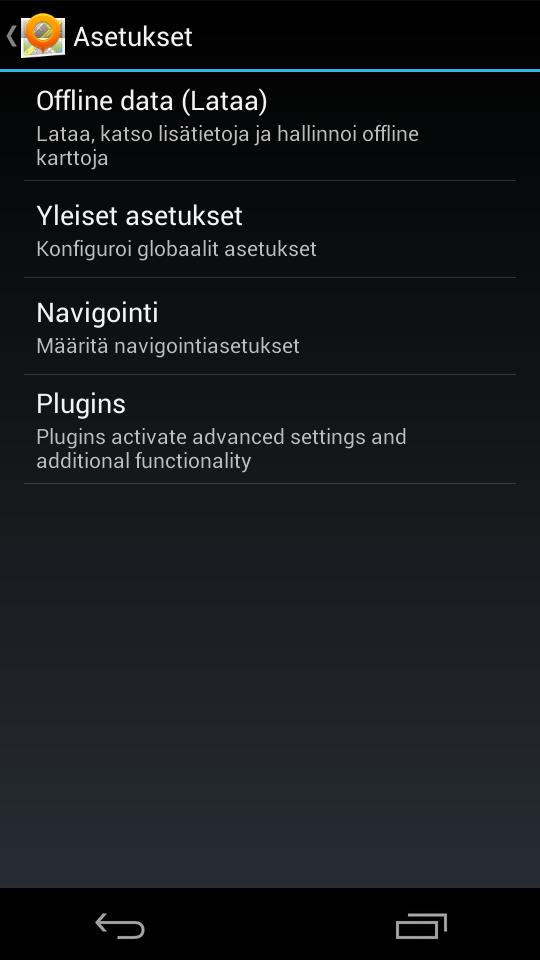 Asetukset
Offline data (Lataa)
Lataa, katso lisätietoja ja hallinnoi offline
karttoja
Yleiset asetukset
Konfiguroi globaalit asetukset
Navigointi
Määritä navigointiasetukset
Plugins
Plugins activate advanced settings and
additional functionality